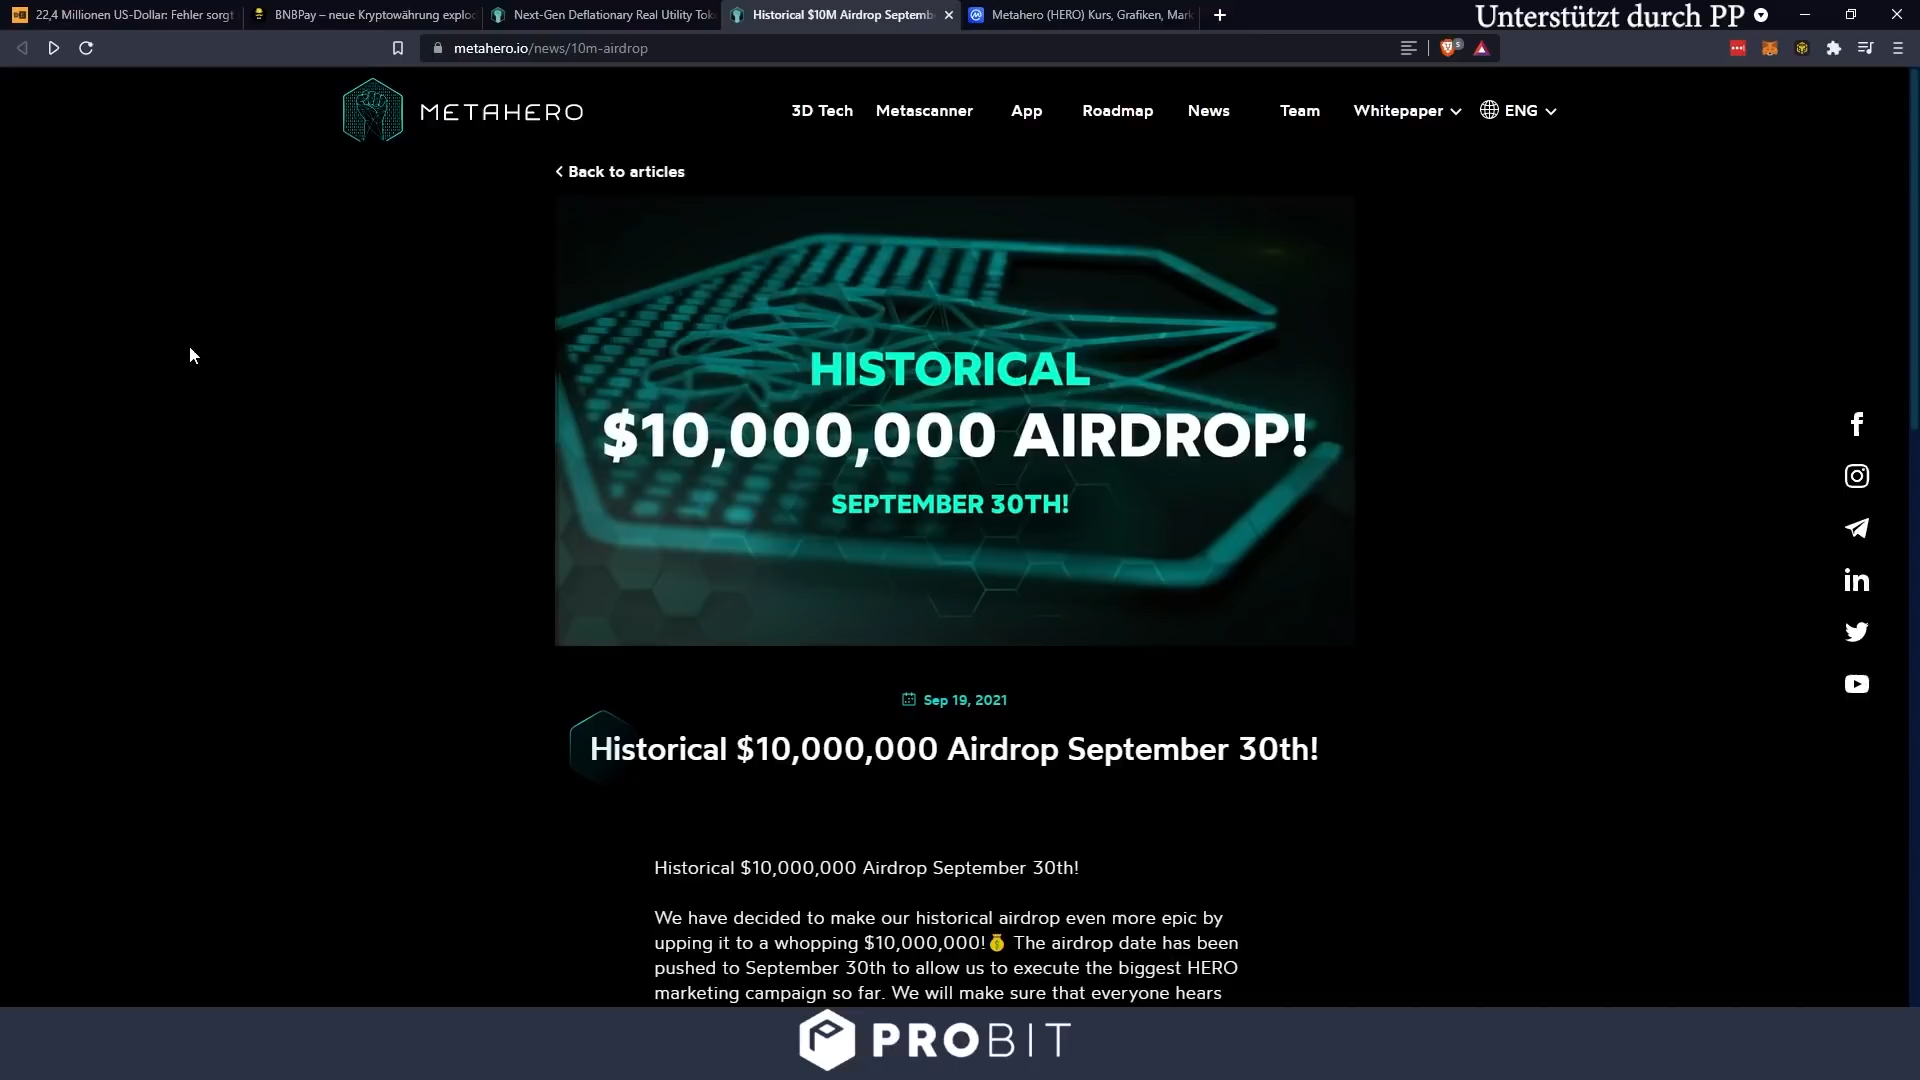 22,4 Millionen US-Dollar: Fehler sorgt
BNBPay – neue Kryptowährung explod
Next-Gen Deflationary Real Utility Tok
Historical $10M Airdrop Septemb
Metahero (HERO) Kurs, Grafiken, Mark
Unterstützt durch PP
metahero.io/news/10m-airdrop
METAHERO
3D Tech
Metascanner
App
Roadmap
News
Team
Whitepaper
ENG
Back to articles
HISTORICAL
$10,000,000 AIRDROP!
SEPTEMBER 30TH!
Sep 19, 2021
Historical $10,000,000 Airdrop September 30th!
Historical $10,000,000 Airdrop September 30th!
We have decided to make our historical airdrop even more epic by
upping it to a whopping $10,000,000!💰 The airdrop date has been
pushed to September 30th to allow us to execute the biggest HERO
marketing campaign so far. We will make sure that everyone hears
PROBIT